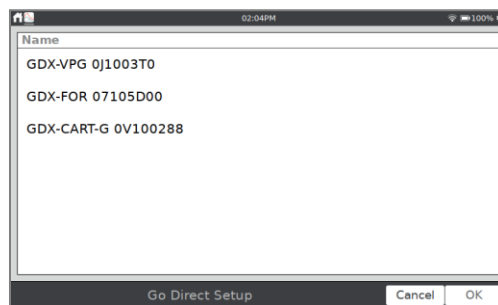 02:04PM
100%
Name
GDX-VPG 0J1003T0
GDX-FOR 07105D00
GDX-CART-G 0V100288
Go Direct Setup
Cancel
OK